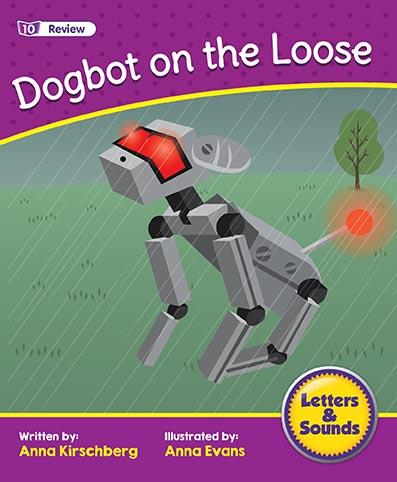 10 Review
Dogbot on the Loose
Letters
&
Sounds
Written by:
Anna Kirschberg
Illustrated by:
Anna Evans